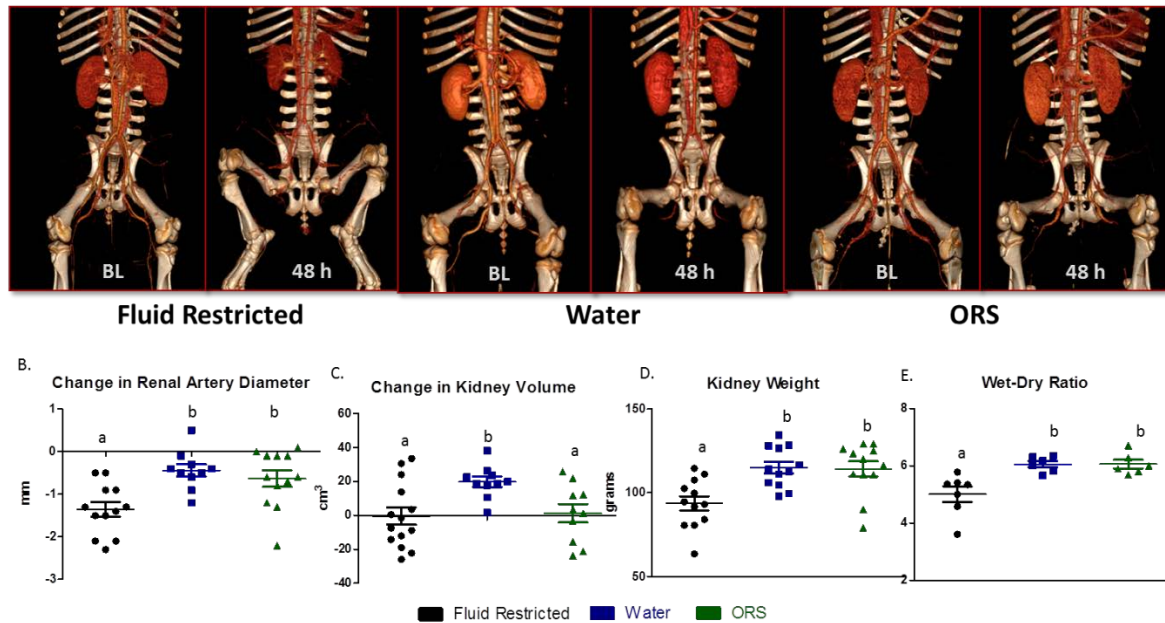 BL 48 h BL 48 h BL 48 h
Fluid Restricted Water ORS
B. C. D. E.
Change in Renal Artery Diameter Change in Kidney Volume Kidney Weight Wet-Dry Ratio
mm
1
0
-1
-2
-3
a b b
cm³
60
40
20
0
-20
-40
a b a
grams
150
100
50
a b b
8
6
4
2
a b b
Fluid Restricted Water ORS